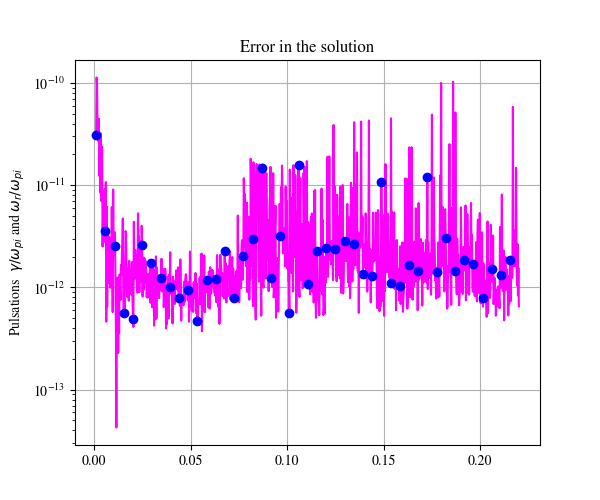 Error in the solution
Pulsations γ/ω_pi and ω_r/ω_pi
10⁻¹⁰
10⁻¹¹
10⁻¹²
10⁻¹³
0.00 0.05 0.10 0.15 0.20